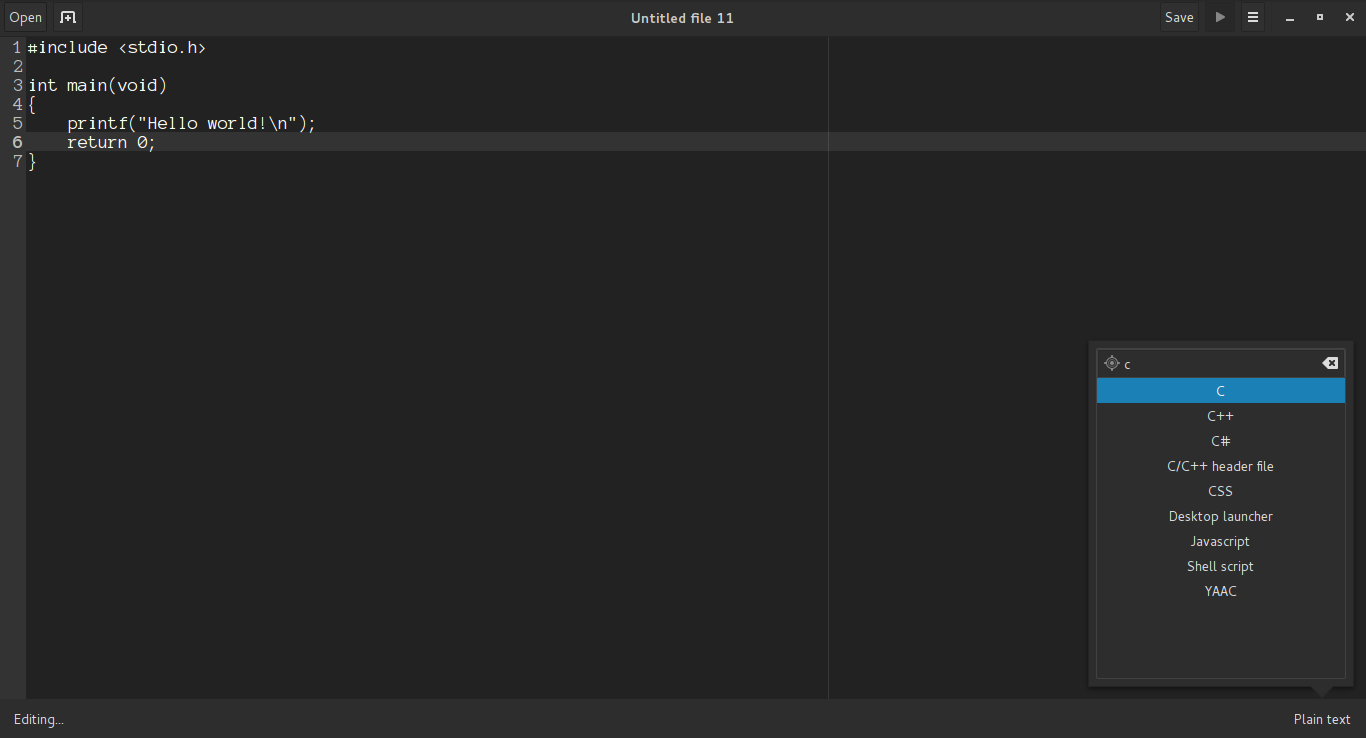 Open Untitled file 11 Save
1 #include <stdio.h>
2
3 int main(void)
4 {
5     printf("Hello world!\n");
6     return 0;
7 }
c
C
C++
C#
C/C++ header file
CSS
Desktop launcher
Javascript
Shell script
YAAC
Editing... Plain text